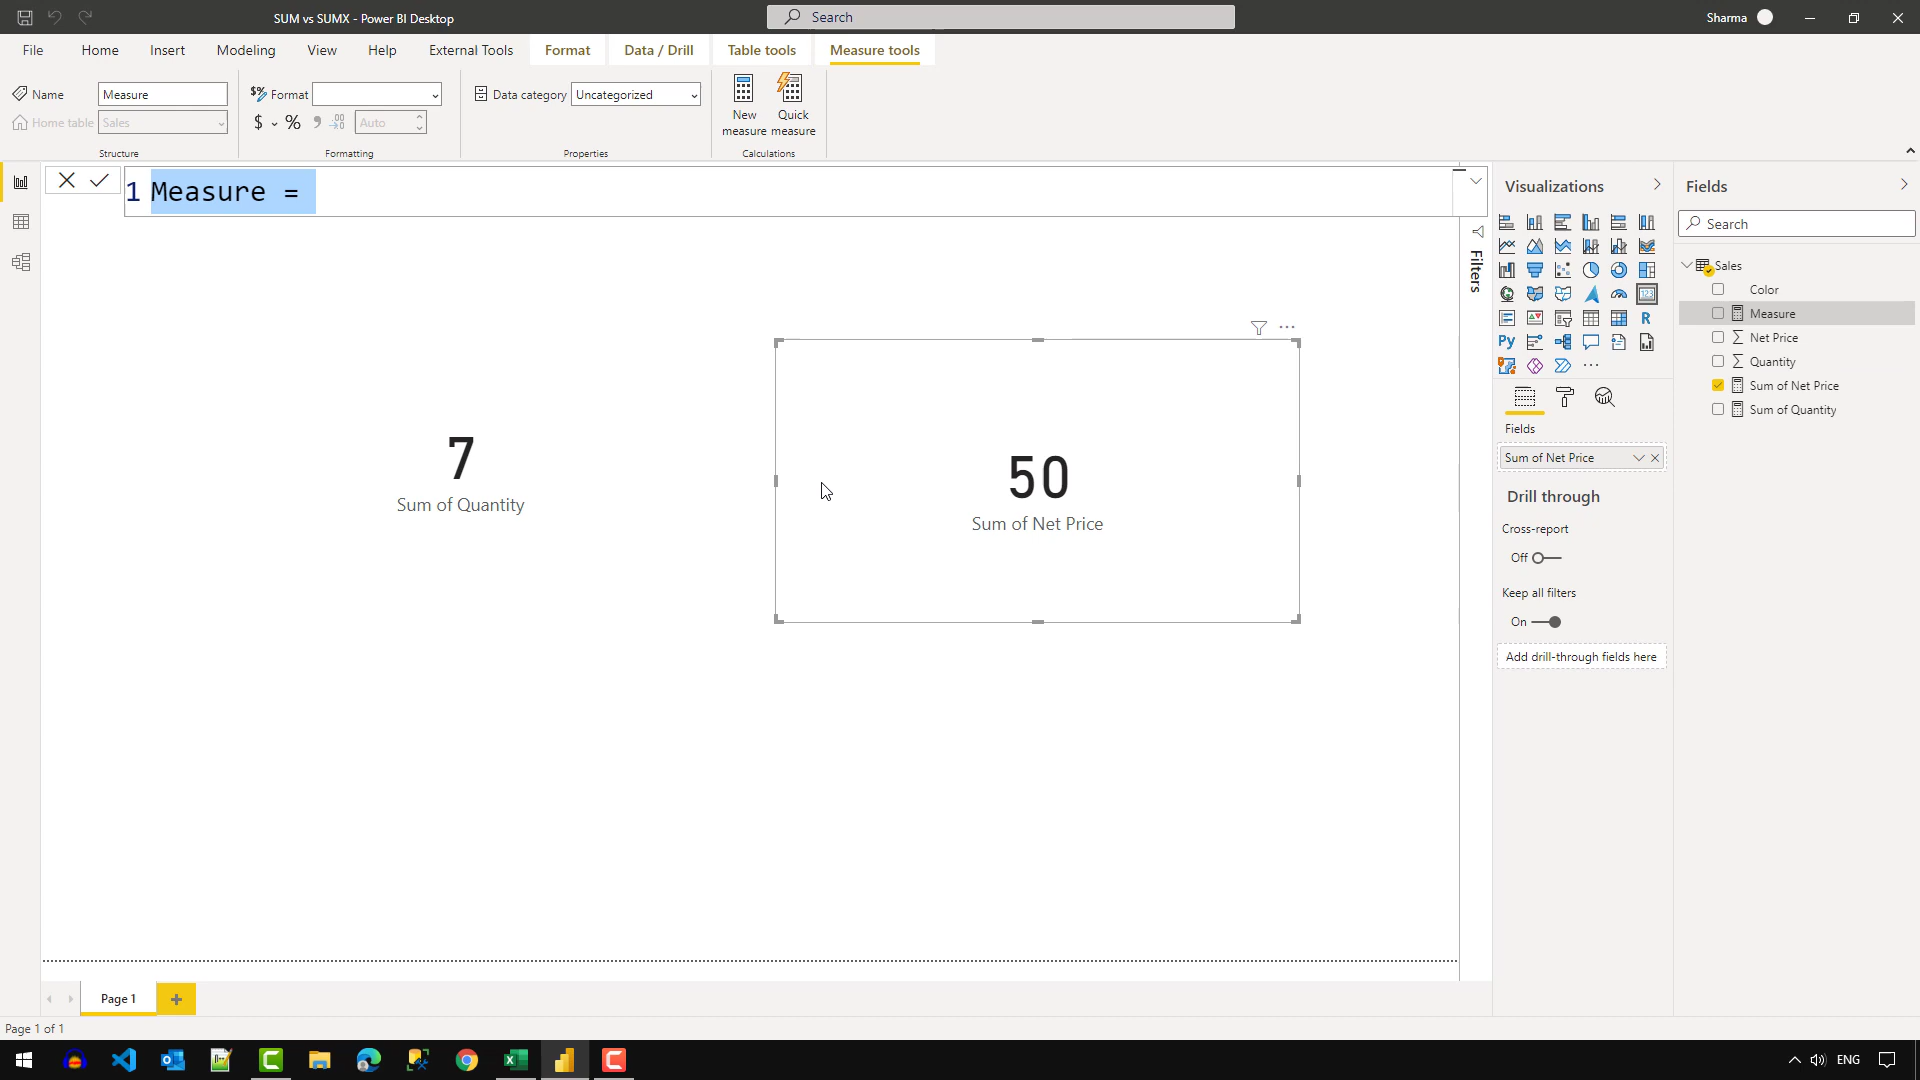 SUM vs SUMX - Power BI Desktop
Search
Sharma
File
Home
Insert
Modeling
View
Help
External Tools
Format
Data / Drill
Table tools
Measure tools
Name
Measure
Home table
Sales
Structure
$% Format
$
%
Auto
Formatting
Data category
Uncategorized
Properties
New measure
Quick measure
Calculations
1 Measure =
Filters
7
Sum of Quantity
50
Sum of Net Price
Visualizations
123
R
Py
Fields
Sum of Net Price
Drill through
Cross-report
Off
Keep all filters
On
Add drill-through fields here
Fields
Search
Sales
Color
Measure
Net Price
Quantity
Sum of Net Price
Sum of Quantity
Page 1
Page 1 of 1
ENG